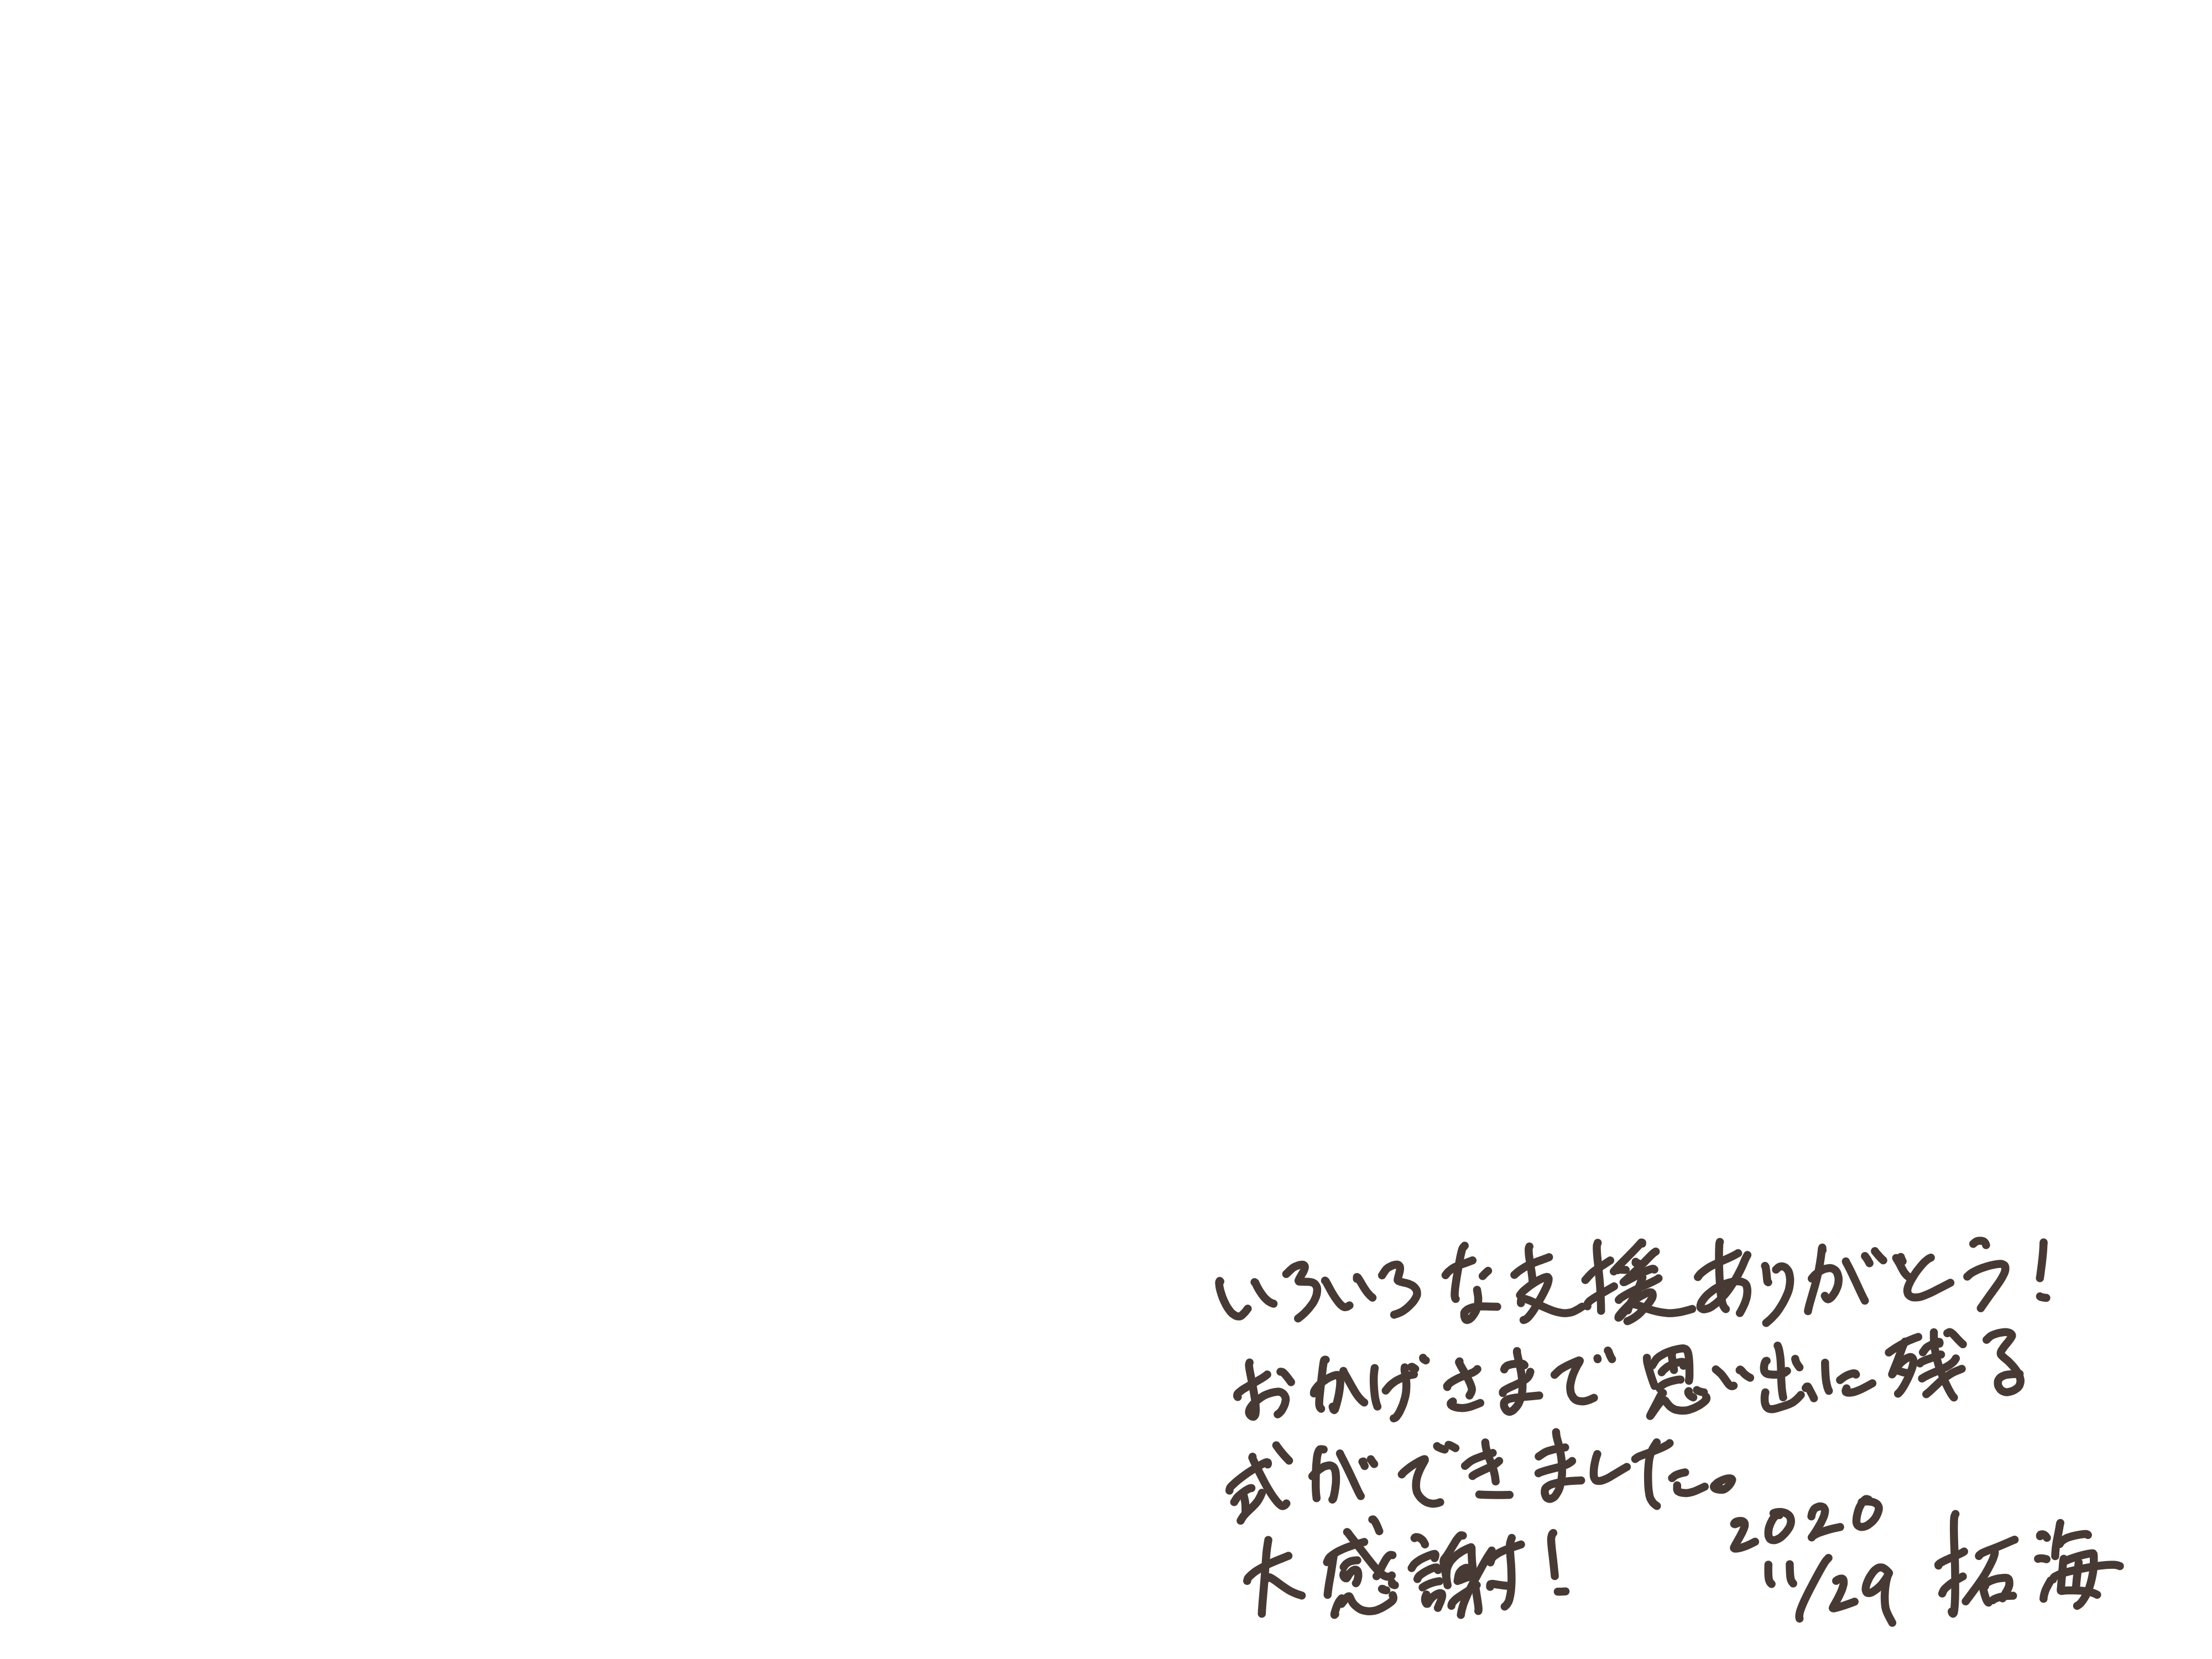 いろいろな支援ありがとう!
おかげさまで思い出に残る
式ができました。
大感謝!
2020
11/29 拓海